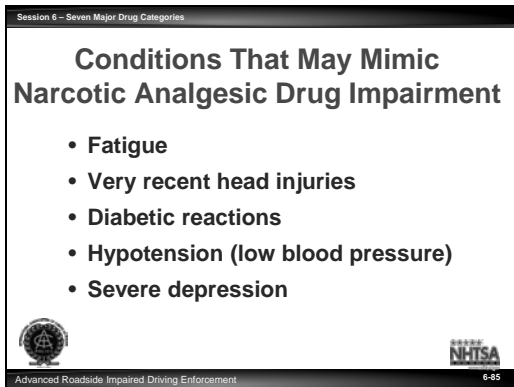 Session 6 – Seven Major Drug Categories
Conditions That May Mimic
Narcotic Analgesic Drug Impairment
• Fatigue
• Very recent head injuries
• Diabetic reactions
• Hypotension (low blood pressure)
• Severe depression
NHTSA
Advanced Roadside Impaired Driving Enforcement
6-85